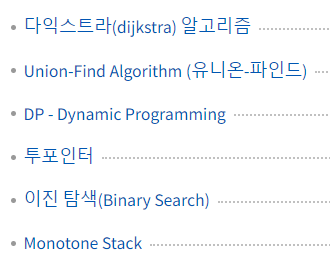 다익스트라(dijkstra) 알고리즘
Union-Find Algorithm (유니온-파인드)
DP - Dynamic Programming
투포인터
이진 탐색(Binary Search)
Monotone Stack